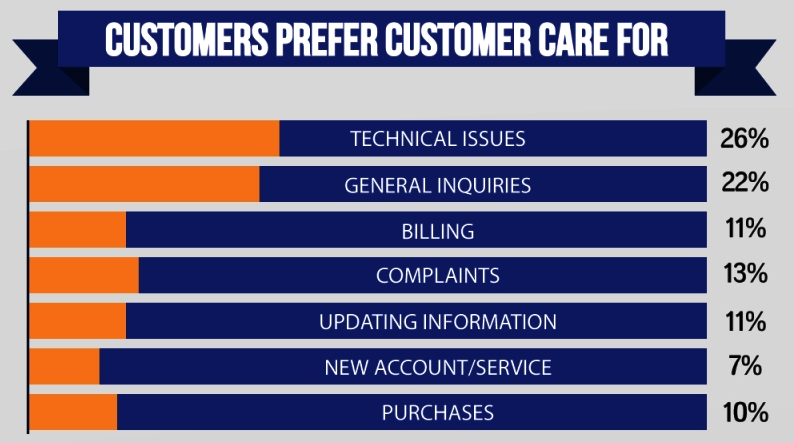 CUSTOMERS PREFER CUSTOMER CARE FOR
TECHNICAL ISSUES 26%
GENERAL INQUIRIES 22%
BILLING 11%
COMPLAINTS 13%
UPDATING INFORMATION 11%
NEW ACCOUNT/SERVICE 7%
PURCHASES 10%